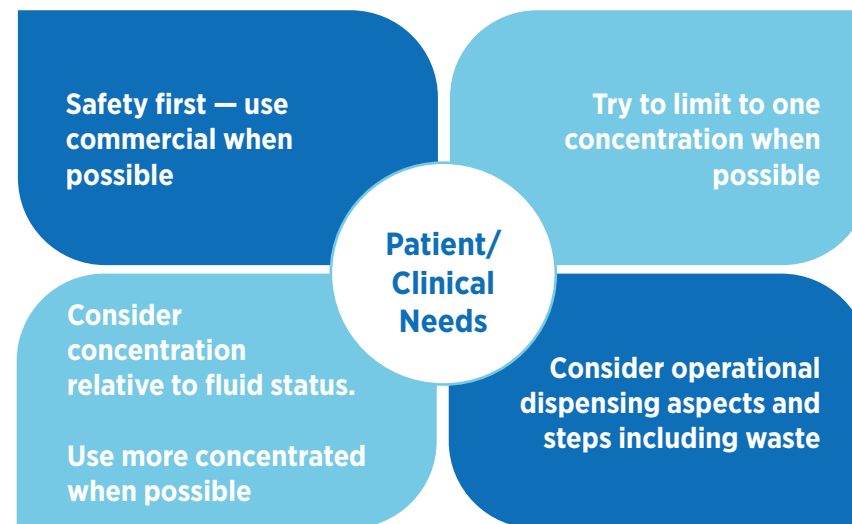 Safety first — use
commercial when
possible
Try to limit to one
concentration when
possible
Patient/
Clinical
Needs
Consider
concentration
relative to fluid status.
Use more concentrated
when possible
Consider operational
dispensing aspects and
steps including waste